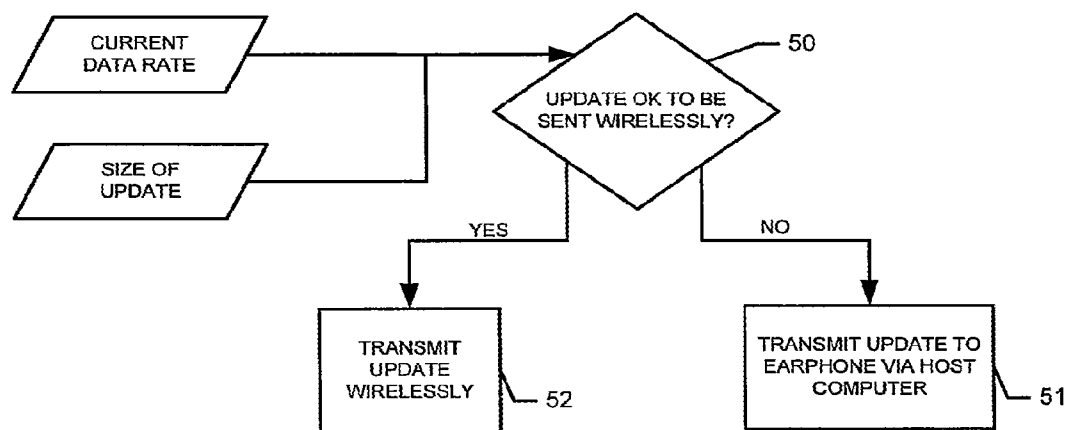 CURRENT
DATA RATE
50
UPDATE OK TO BE
SENT WIRELESSLY?
SIZE OF
UPDATE
YES
NO
TRANSMIT
UPDATE
WIRELESSLY
52
TRANSMIT UPDATE TO
EARPHONE VIA HOST
COMPUTER
51